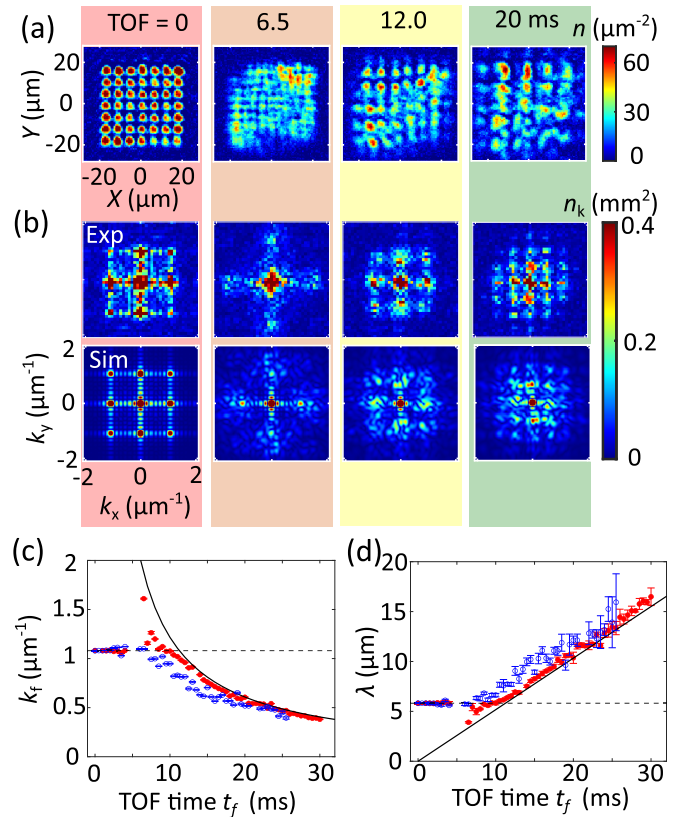 (a) TOF = 0 6.5 12.0 20 ms n (μm⁻²)
Y (μm) 20 0 -20
60 30 0
-20 0 20
X (μm)
(b) n_k (mm²)
Exp
0.4 0.2 0
Sim
k_y (μm⁻¹) 2 0 -2
-2 0 2
k_x (μm⁻¹)
(c)
k_f (μm⁻¹)
2
1.5
1
0.5
0
0 10 20 30
TOF time t_f (ms)
(d)
λ (μm)
20
15
10
5
0
0 10 20 30
TOF time t_f (ms)